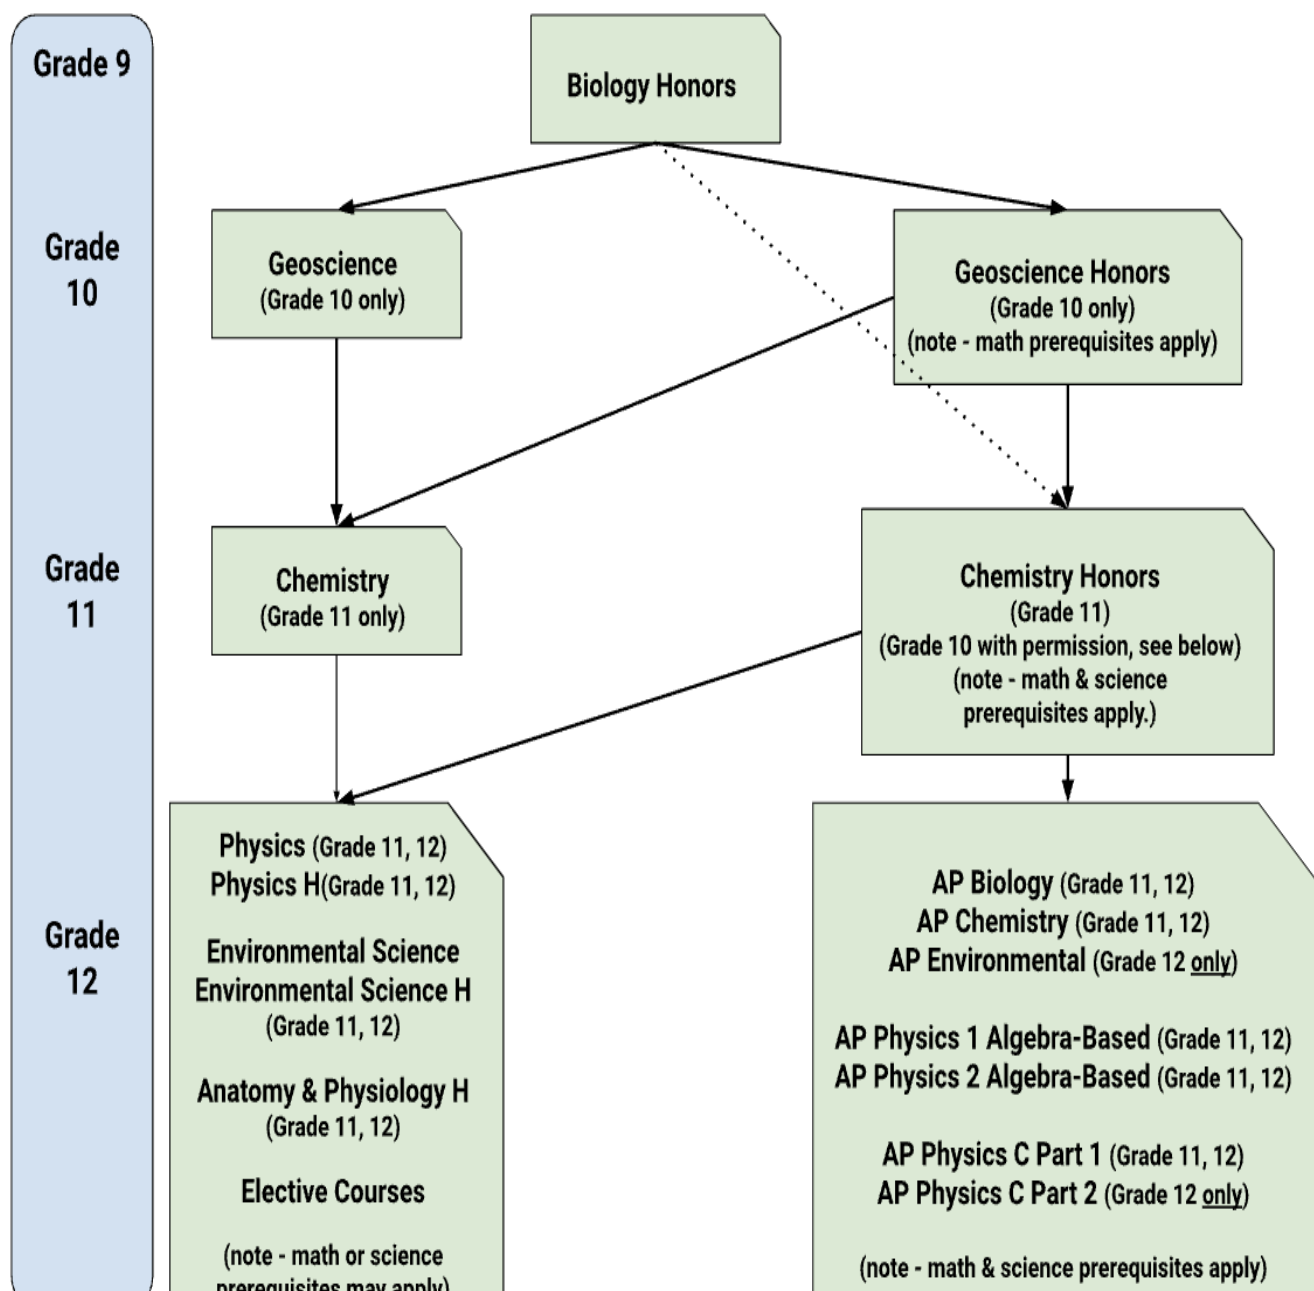 Grade 9
Biology Honors
Grade
10
Geoscience
(Grade 10 only)
Geoscience Honors
(Grade 10 only)
(note - math prerequisites apply)
Grade
11
Chemistry
(Grade 11 only)
Chemistry Honors
(Grade 11)
(Grade 10 with permission, see below)
(note - math & science
prerequisites apply.)
Grade
12
Physics (Grade 11, 12)
Physics H(Grade 11, 12)
Environmental Science
Environmental Science H
(Grade 11, 12)
Anatomy & Physiology H
(Grade 11, 12)
Elective Courses
(note - math or science
prerequisites may apply)
AP Biology (Grade 11, 12)
AP Chemistry (Grade 11, 12)
AP Environmental (Grade 12 only)
AP Physics 1 Algebra-Based (Grade 11, 12)
AP Physics 2 Algebra-Based (Grade 11, 12)
AP Physics C Part 1 (Grade 11, 12)
AP Physics C Part 2 (Grade 12 only)
(note - math & science prerequisites apply)